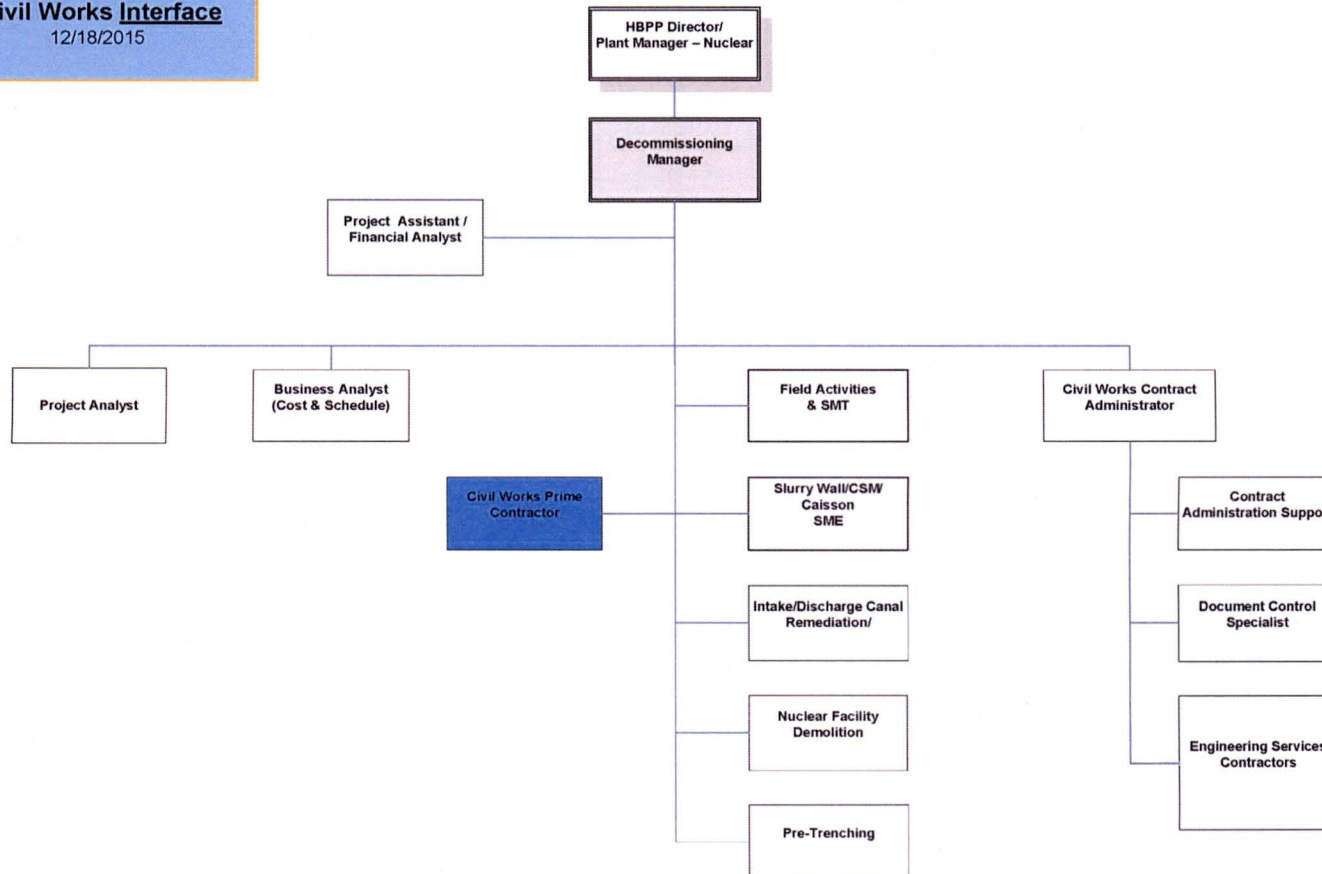 ivil Works Interface
12/18/2015
HBPP Director/
Plant Manager – Nuclear
Decommissioning
Manager
Project Assistant /
Financial Analyst
Project Analyst
Business Analyst
(Cost & Schedule)
Field Activities
& SMT
Civil Works Contract
Administrator
Civil Works Prime
Contractor
Slurry Wall/CSM/
Caisson
SME
Contract
Administration Suppo
Intake/Discharge Canal
Remediation/
Document Control
Specialist
Nuclear Facility
Demolition
Engineering Services
Contractors
Pre-Trenching